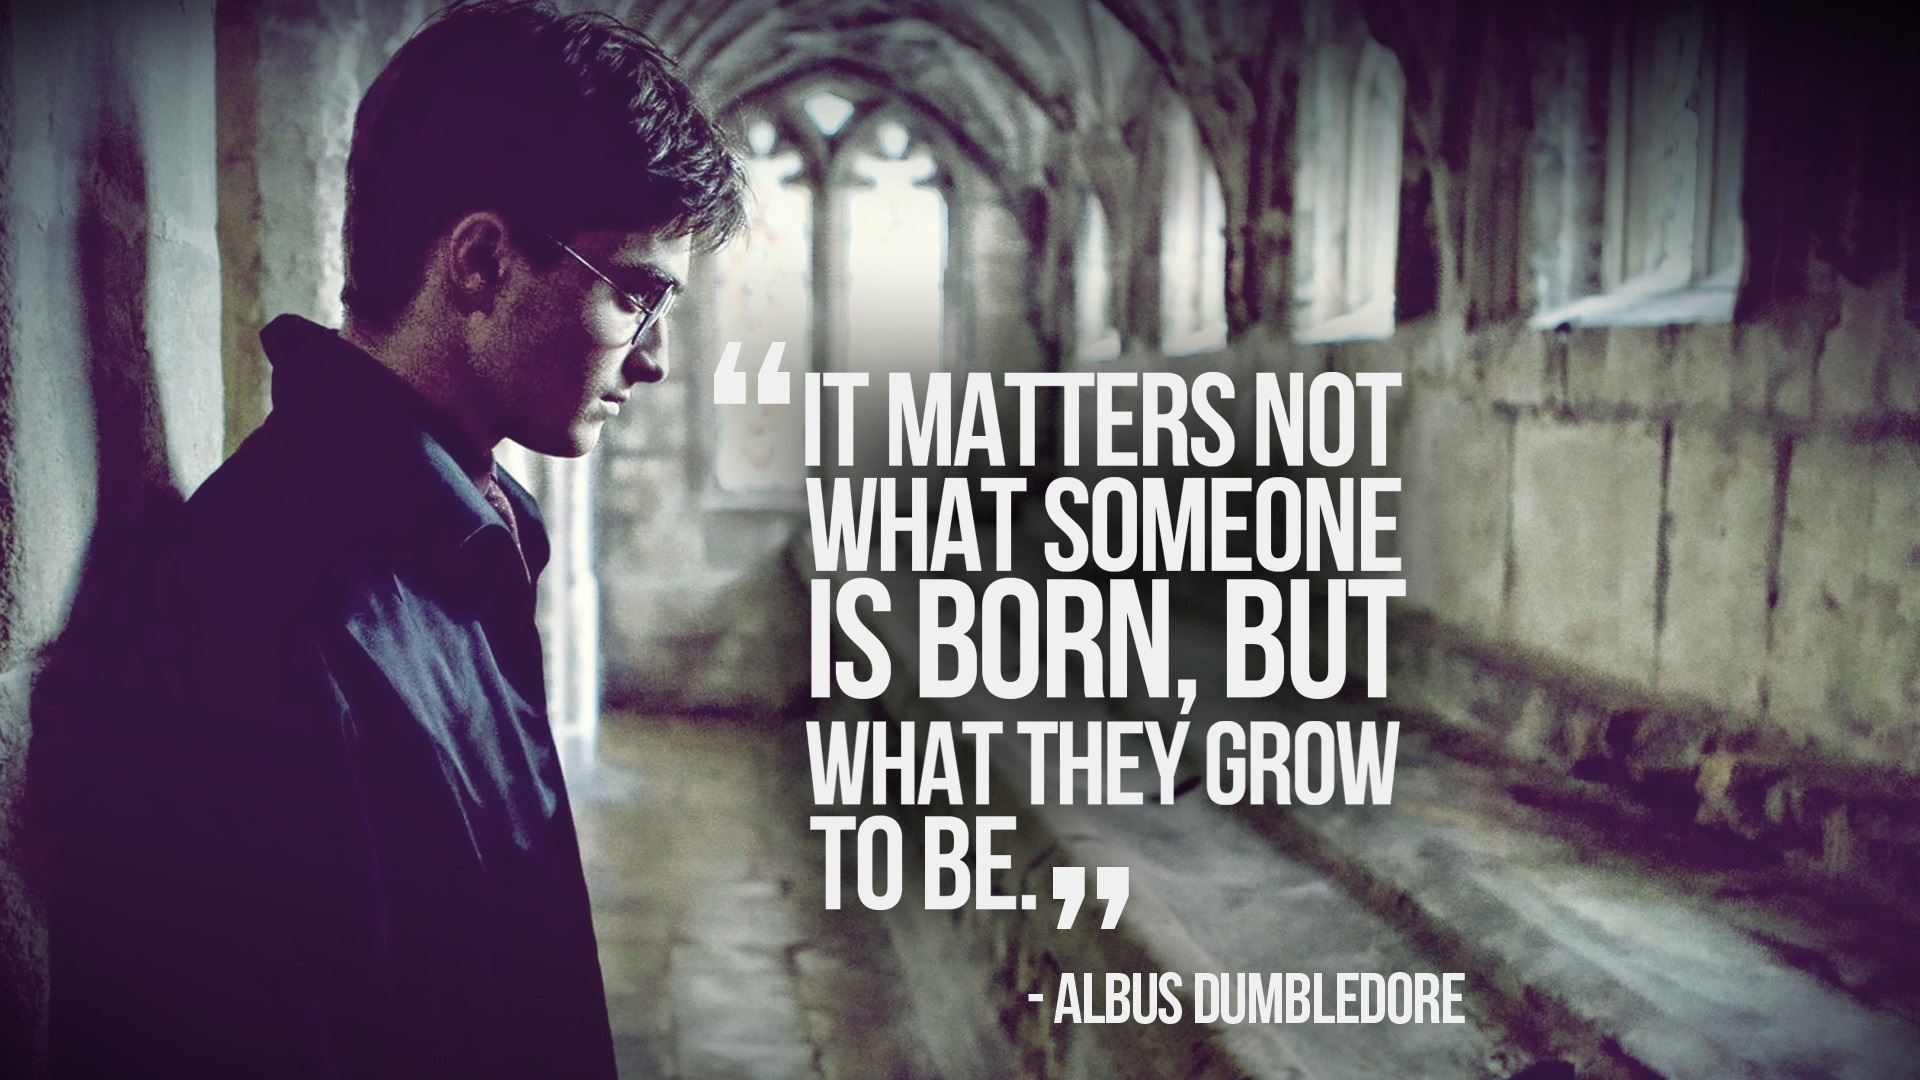 “IT MATTERS NOT
WHAT SOMEONE
IS BORN, BUT
WHAT THEY GROW
TO BE.”
- ALBUS DUMBLEDORE